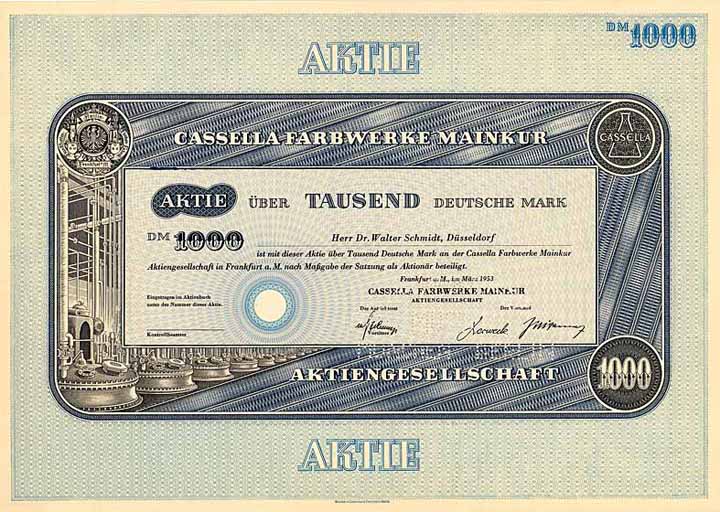 AKTIE
DM 1000
CASSELLA FARBWERKE MAINKUR
CASSELLA
AKTIE ÜBER TAUSEND DEUTSCHE MARK
DM 1000
Herr Dr. Walter Schmidt, Düsseldorf
ist mit dieser Aktie über Tausend Deutsche Mark an der Cassella Farbwerke Mainkur
Aktiengesellschaft in Frankfurt a. M. nach Maßgabe der Satzung als Aktionär beteiligt.
Frankfurt a. M., im März 1953
CASSELLA FARBWERKE MAINKUR
AKTIENGESELLSCHAFT
Eingetragen im Aktienbuch
unter der Nummer dieser Aktie.
Der Aufsichtsrat
Der Vorstand
Kontrollbeamter
AKTIENGESELLSCHAFT
1000
AKTIE